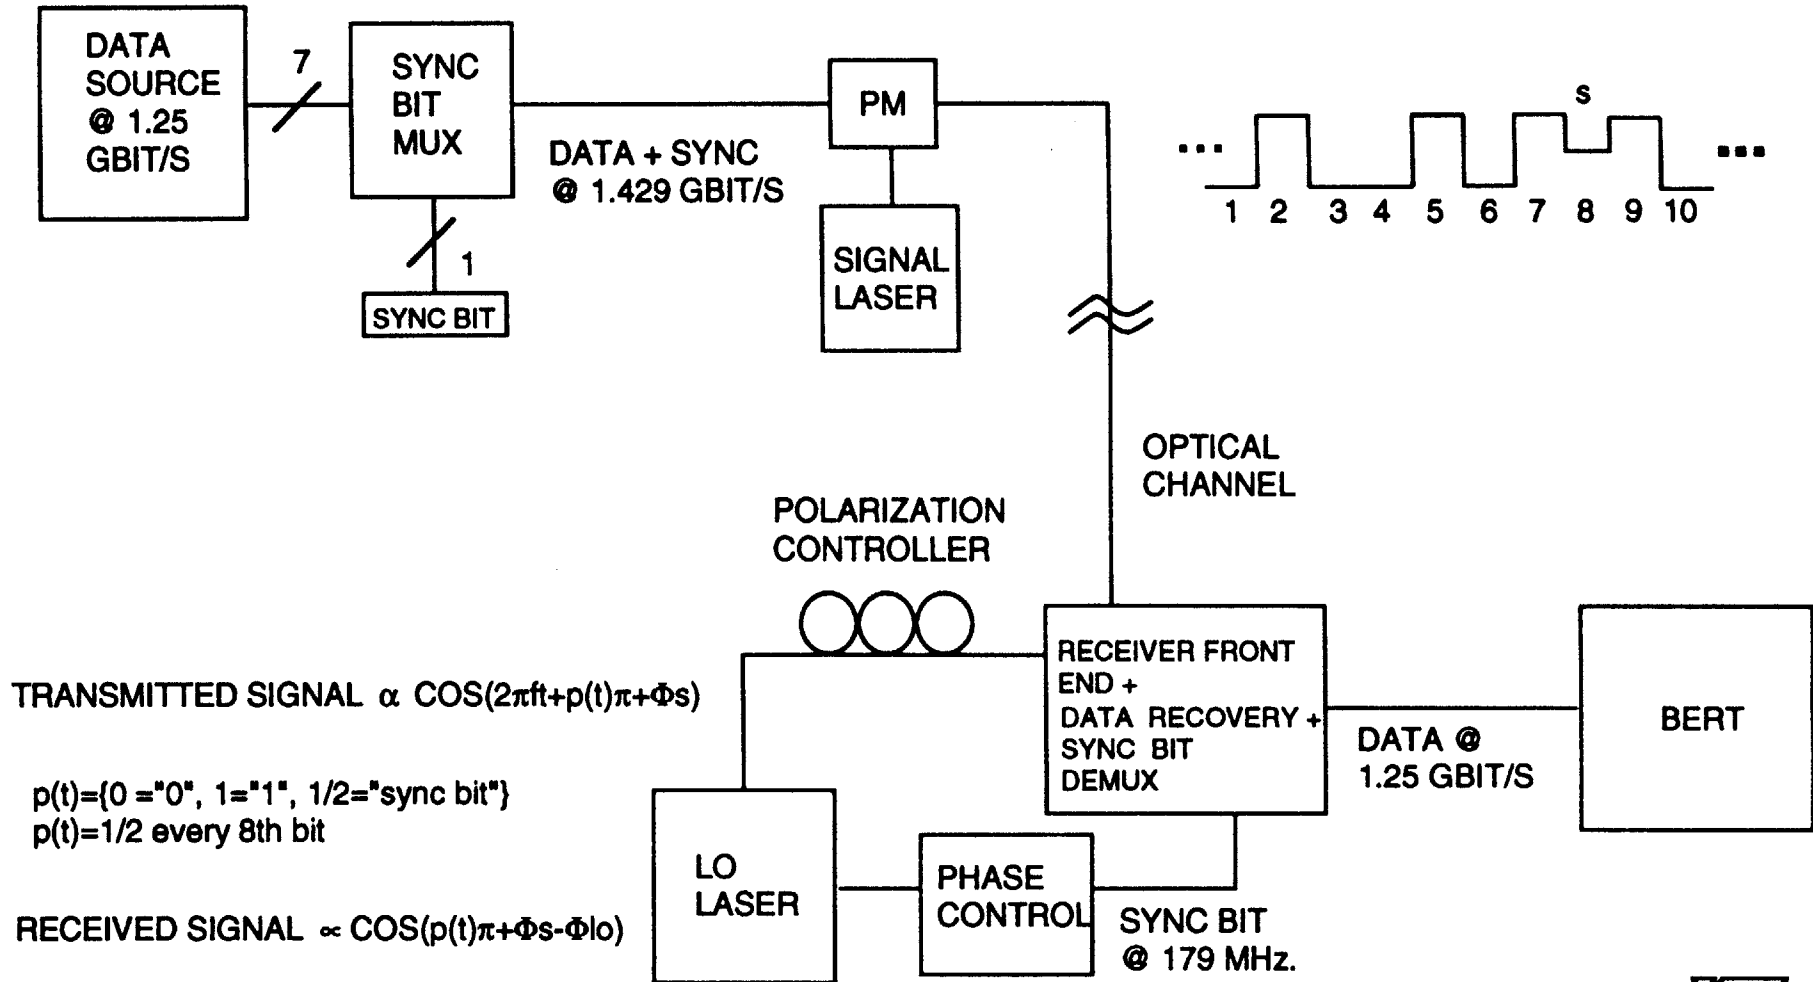 DATA
SOURCE
@ 1.25
GBIT/S
7
SYNC
BIT
MUX
1
SYNC BIT
DATA + SYNC
@ 1.429 GBIT/S
PM
SIGNAL
LASER
s
1 2 3 4 5 6 7 8 9 10
OPTICAL
CHANNEL
POLARIZATION
CONTROLLER
RECEIVER FRONT
END +
DATA RECOVERY +
SYNC BIT
DEMUX
DATA @
1.25 GBIT/S
BERT
TRANSMITTED SIGNAL α COS(2πft+p(t)π+Φs)
p(t)={0 ="0", 1="1", 1/2="sync bit"}
p(t)=1/2 every 8th bit
RECEIVED SIGNAL ∝ COS(p(t)π+Φs-Φlo)
LO
LASER
PHASE
CONTROL
SYNC BIT
@ 179 MHz.